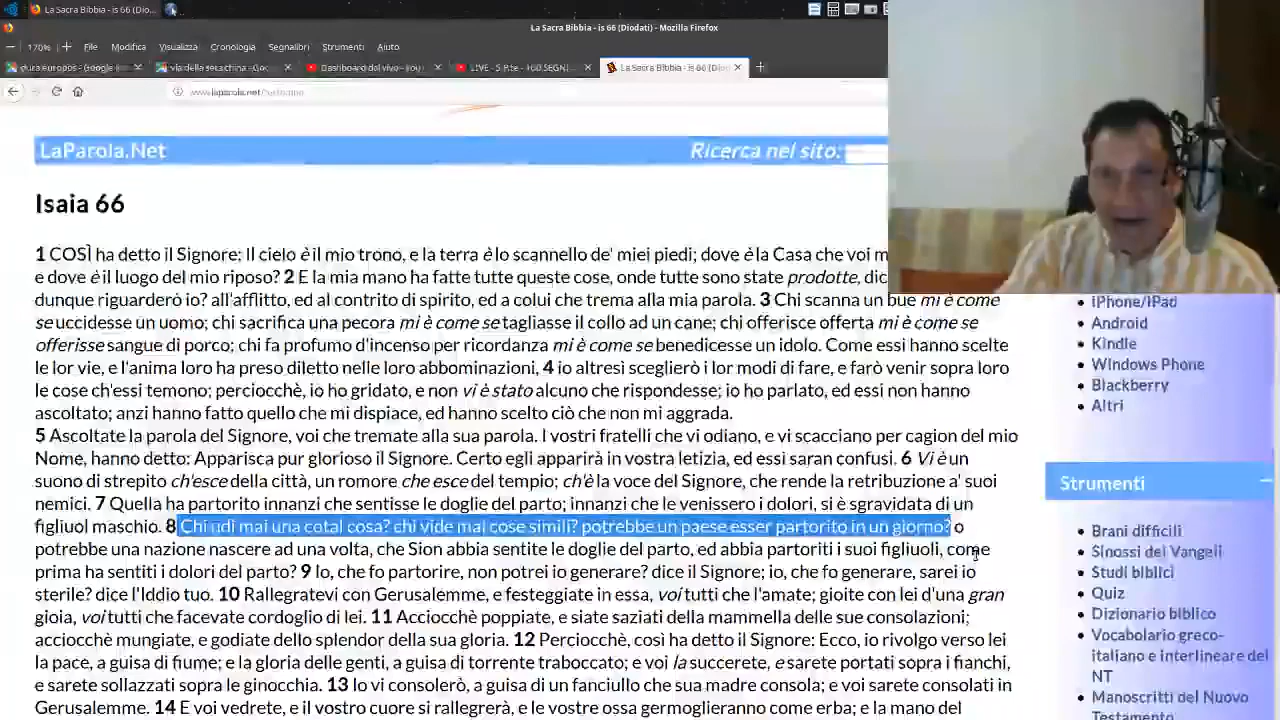 La Sacra Bibbia - is 66 (Diodati)
La Sacra Bibbia - is 66 (Diodati) - Mozilla Firefox
170% File Modifica Visualizza Cronologia Segnalibri Strumenti Aiuto
Dashboard dal vivo - You
La Sacra Bibbia - is 66 (Diod
www.laparola.net
LaParola.Net Ricerca nel sito:
Isaia 66
1 COSÌ ha detto il Signore: Il cielo è il mio trono, e la terra è lo scannello de' miei piedi; dove è la Casa che voi m
e dove è il luogo del mio riposo? 2 E la mia mano ha fatte tutte queste cose, onde tutte sono state prodotte, dic
dunque riguarderò io? all'afflitto, ed al contrito di spirito, ed a colui che trema alla mia parola. 3 Chi scanna un bue mi è come
se uccidesse un uomo; chi sacrifica una pecora mi è come se tagliasse il collo ad un cane; chi offerisce offerta mi è come se
offerisse sangue di porco; chi fa profumo d'incenso per ricordanza mi è come se benedicesse un idolo. Come essi hanno scelte
le lor vie, e l'anima loro ha preso diletto nelle loro abbominazioni, 4 io altresì sceglierò i lor modi di fare, e farò venir sopra loro
le cose ch'essi temono; perciocchè, io ho gridato, e non vi è stato alcuno che rispondesse; io ho parlato, ed essi non hanno
ascoltato; anzi hanno fatto quello che mi dispiace, ed hanno scelto ciò che non mi aggrada.
5 Ascoltate la parola del Signore, voi che tremate alla sua parola. I vostri fratelli che vi odiano, e vi scacciano per cagion del mio
Nome, hanno detto: Apparisca pur glorioso il Signore. Certo egli apparirà in vostra letizia, ed essi saran confusi. 6 Vi è un
suono di strepito ch'esce della città, un romore che esce del tempio; ch'è la voce del Signore, che rende la retribuzione a' suoi
nemici. 7 Quella ha partorito innanzi che sentisse le doglie del parto; innanzi che le venissero i dolori, si è sgravidata di un
figliuol maschio. 8 Chi udì mai una cotal cosa? chi vide mai cose simili? potrebbe un paese esser partorito in un giorno? o
potrebbe una nazione nascere ad una volta, che Sion abbia sentite le doglie del parto, ed abbia partoriti i suoi figliuoli, come
prima ha sentiti i dolori del parto? 9 Io, che fo partorire, non potrei io generare? dice il Signore; io, che fo generare, sarei io
sterile? dice l'Iddio tuo. 10 Rallegratevi con Gerusalemme, e festeggiate in essa, voi tutti che l'amate; gioite con lei d'una gran
gioia, voi tutti che facevate cordoglio di lei. 11 Acciocchè poppiate, e siate saziati della mammella delle sue consolazioni;
acciocchè mungiate, e godiate dello splendor della sua gloria. 12 Perciocchè, così ha detto il Signore: Ecco, io rivolgo verso lei
la pace, a guisa di fiume; e la gloria delle genti, a guisa di torrente traboccato; e voi la succerete, e sarete portati sopra i fianchi,
e sarete sollazzati sopra le ginocchia. 13 Io vi consolerò, a guisa di un fanciullo che sua madre consola; e voi sarete consolati in
Gerusalemme. 14 E voi vedrete, e il vostro cuore si rallegrerà, e le vostre ossa germoglieranno come erba; e la mano del
iPhone/iPad
Android
Kindle
Windows Phone
Blackberry
Altri
Strumenti
Brani difficili
Sinossi dei Vangeli
Studi biblici
Quiz
Dizionario biblico
Vocabolario greco-
italiano e interlineare del
NT
Manoscritti del Nuovo
Testamento